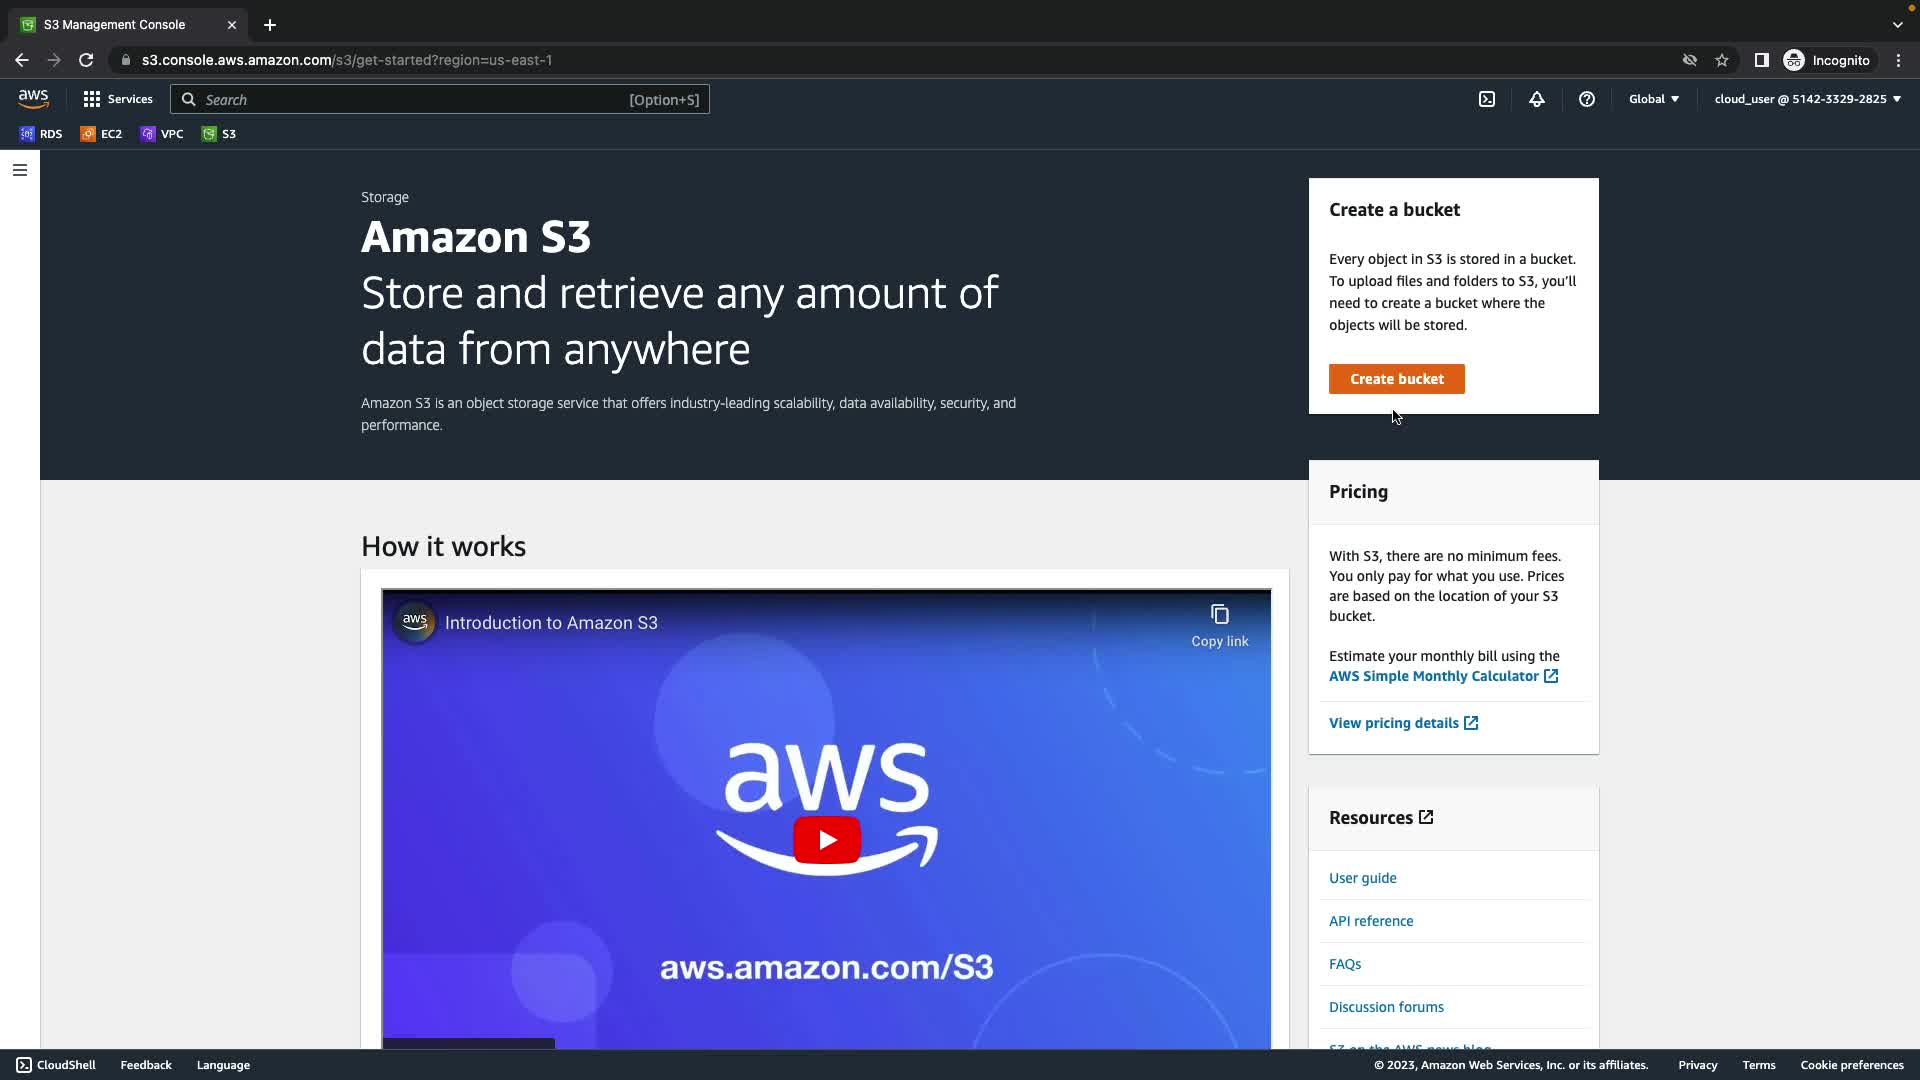 S3 Management Console
s3.console.aws.amazon.com/s3/get-started?region=us-east-1
Incognito
aws
Services
Search
[Option+S]
Global
cloud_user @ 5142-3329-2825
RDS
EC2
VPC
S3
Storage
Amazon S3
Store and retrieve any amount of
data from anywhere
Amazon S3 is an object storage service that offers industry-leading scalability, data availability, security, and
performance.
Create a bucket
Every object in S3 is stored in a bucket.
To upload files and folders to S3, you'll
need to create a bucket where the
objects will be stored.
Create bucket
Pricing
With S3, there are no minimum fees.
You only pay for what you use. Prices
are based on the location of your S3
bucket.
Estimate your monthly bill using the
AWS Simple Monthly Calculator
View pricing details
How it works
aws
Introduction to Amazon S3
Copy link
aws
aws.amazon.com/S3
Resources
User guide
API reference
FAQs
Discussion forums
S3 on the AWS news blog
CloudShell
Feedback
Language
© 2023, Amazon Web Services, Inc. or its affiliates.
Privacy
Terms
Cookie preferences